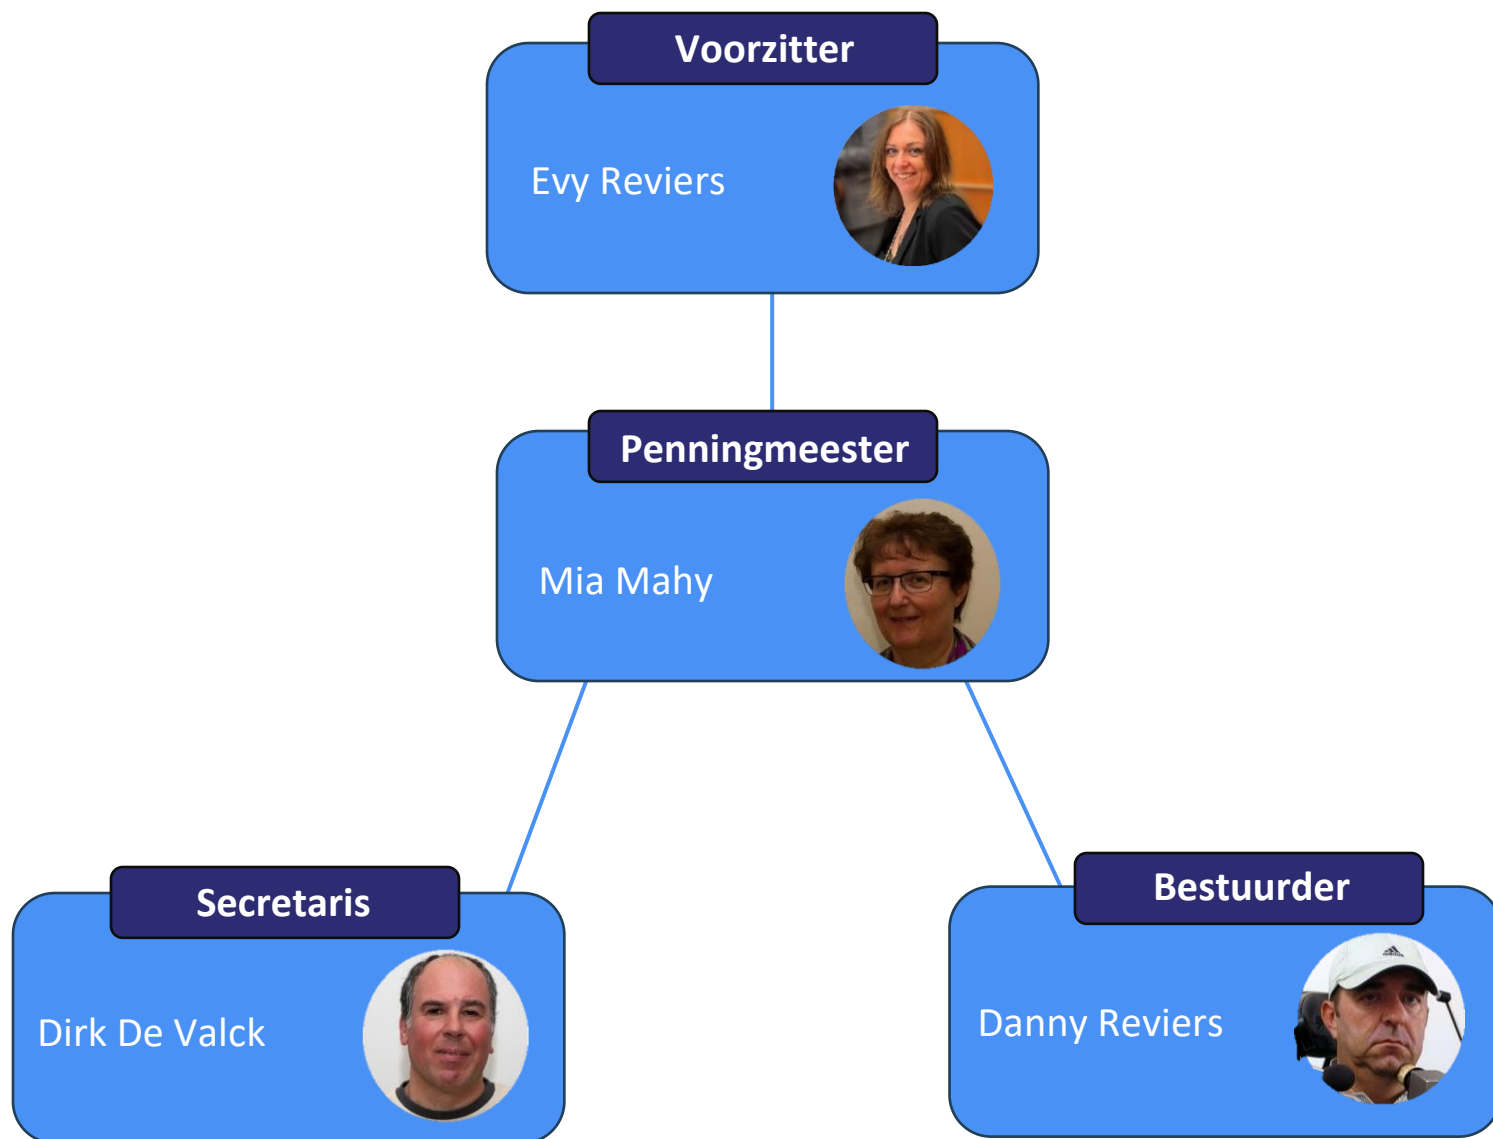 Voorzitter
Evy Reviers
Penningmeester
Mia Mahy
Secretaris
Dirk De Valck
Bestuurder
Danny Reviers